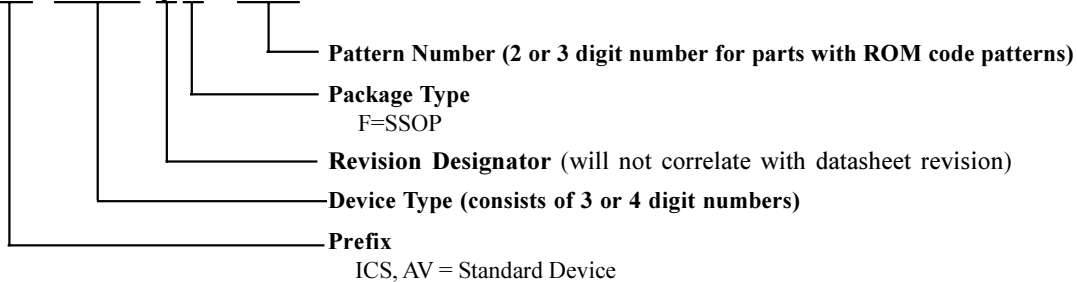 Pattern Number (2 or 3 digit number for parts with ROM code patterns)
Package Type
F=SSOP
Revision Designator (will not correlate with datasheet revision)
Device Type (consists of 3 or 4 digit numbers)
Prefix
ICS, AV = Standard Device